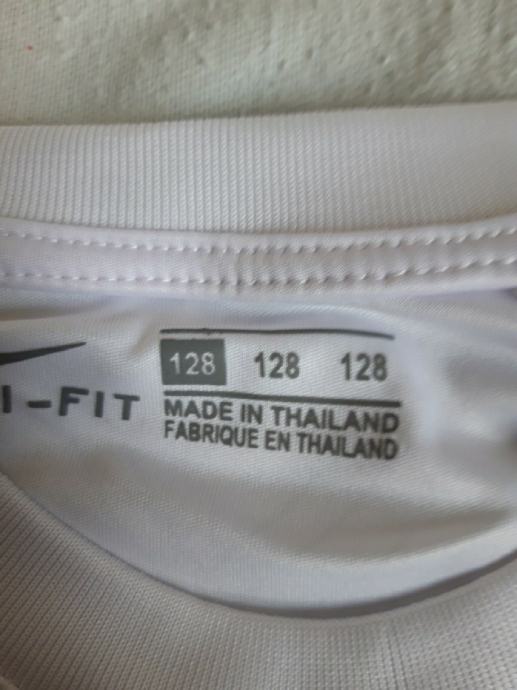 128 128 128
I-FIT
MADE IN THAILAND
FABRIQUE EN THAILAND